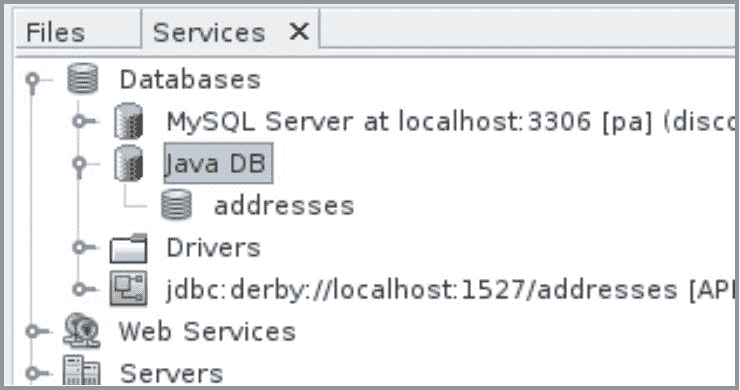 Files Services
Databases
MySQL Server at localhost:3306 [pa] (disco
Java DB
addresses
Drivers
jdbc:derby://localhost:1527/addresses [API
Web Services
Servers